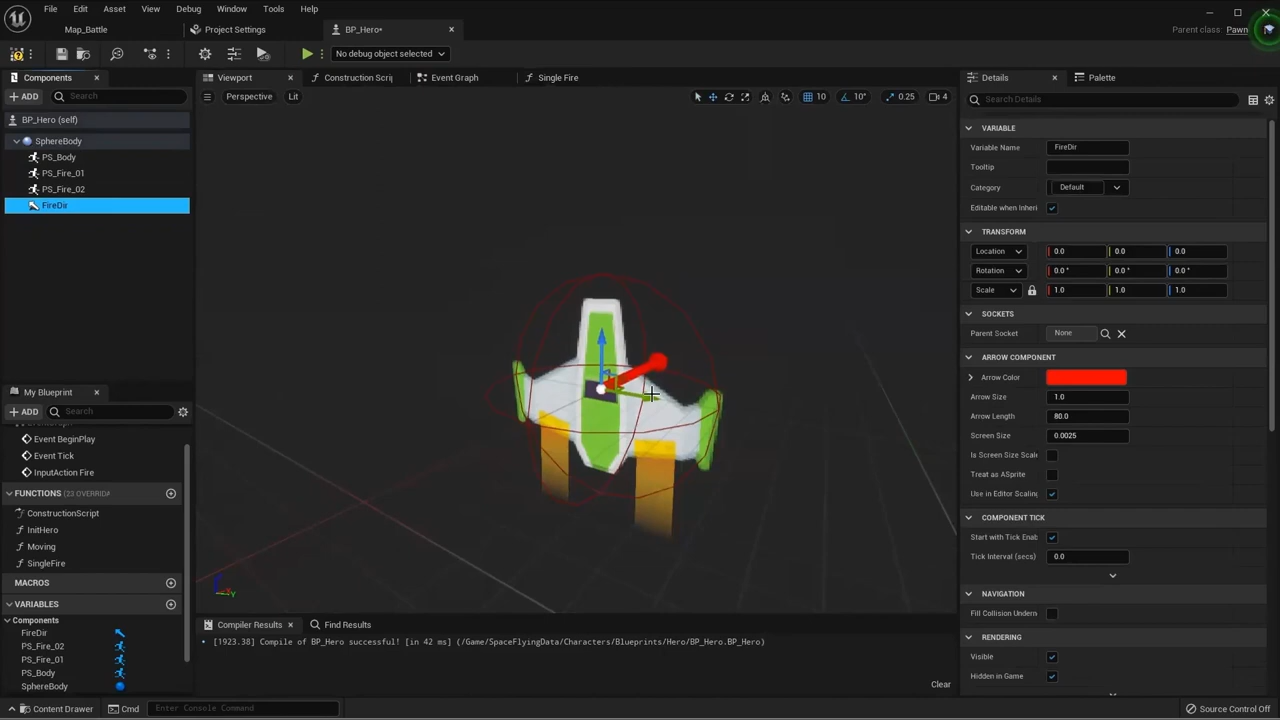 File Edit Asset View Debug Window Tools Help
Map_Battle Project Settings BP_Hero•
Parent class: Pawn
No debug object selected
Components Viewport Construction Scrip Event Graph Single Fire Details Palette
ADD Search Perspective Lit 10 10° 0.25 4 Search Details
BP_Hero (self)
SphereBody
PS_Body
PS_Fire_01
PS_Fire_02
FireDir
VARIABLE
Variable Name FireDir
Tooltip
Category Default
Editable when Inheri
TRANSFORM
Location 0.0 0.0 0.0
Rotation 0.0 ° 0.0 ° 0.0 °
Scale 1.0 1.0 1.0
SOCKETS
Parent Socket None
ARROW COMPONENT
Arrow Color
Arrow Size 1.0
Arrow Length 80.0
Screen Size 0.0025
Is Screen Size Scale
Treat as ASprite
Use in Editor Scaling
COMPONENT TICK
Start with Tick Enab
Tick Interval (secs) 0.0
NAVIGATION
Fill Collision Undern
RENDERING
Visible
Hidden in Game
My Blueprint
ADD Search
Event BeginPlay
Event Tick
InputAction Fire
FUNCTIONS (23 OVERRIDA
ConstructionScript
InitHero
Moving
SingleFire
MACROS
VARIABLES
Components
FireDir
PS_Fire_02
PS_Fire_01
PS_Body
SphereBody
Compiler Results Find Results
[1923.38] Compile of BP_Hero successful! [in 42 ms] (/Game/SpaceFlyingData/Characters/Blueprints/Hero/BP_Hero.BP_Hero)
Clear
Content Drawer Cmd Enter Console Command Source Control Off